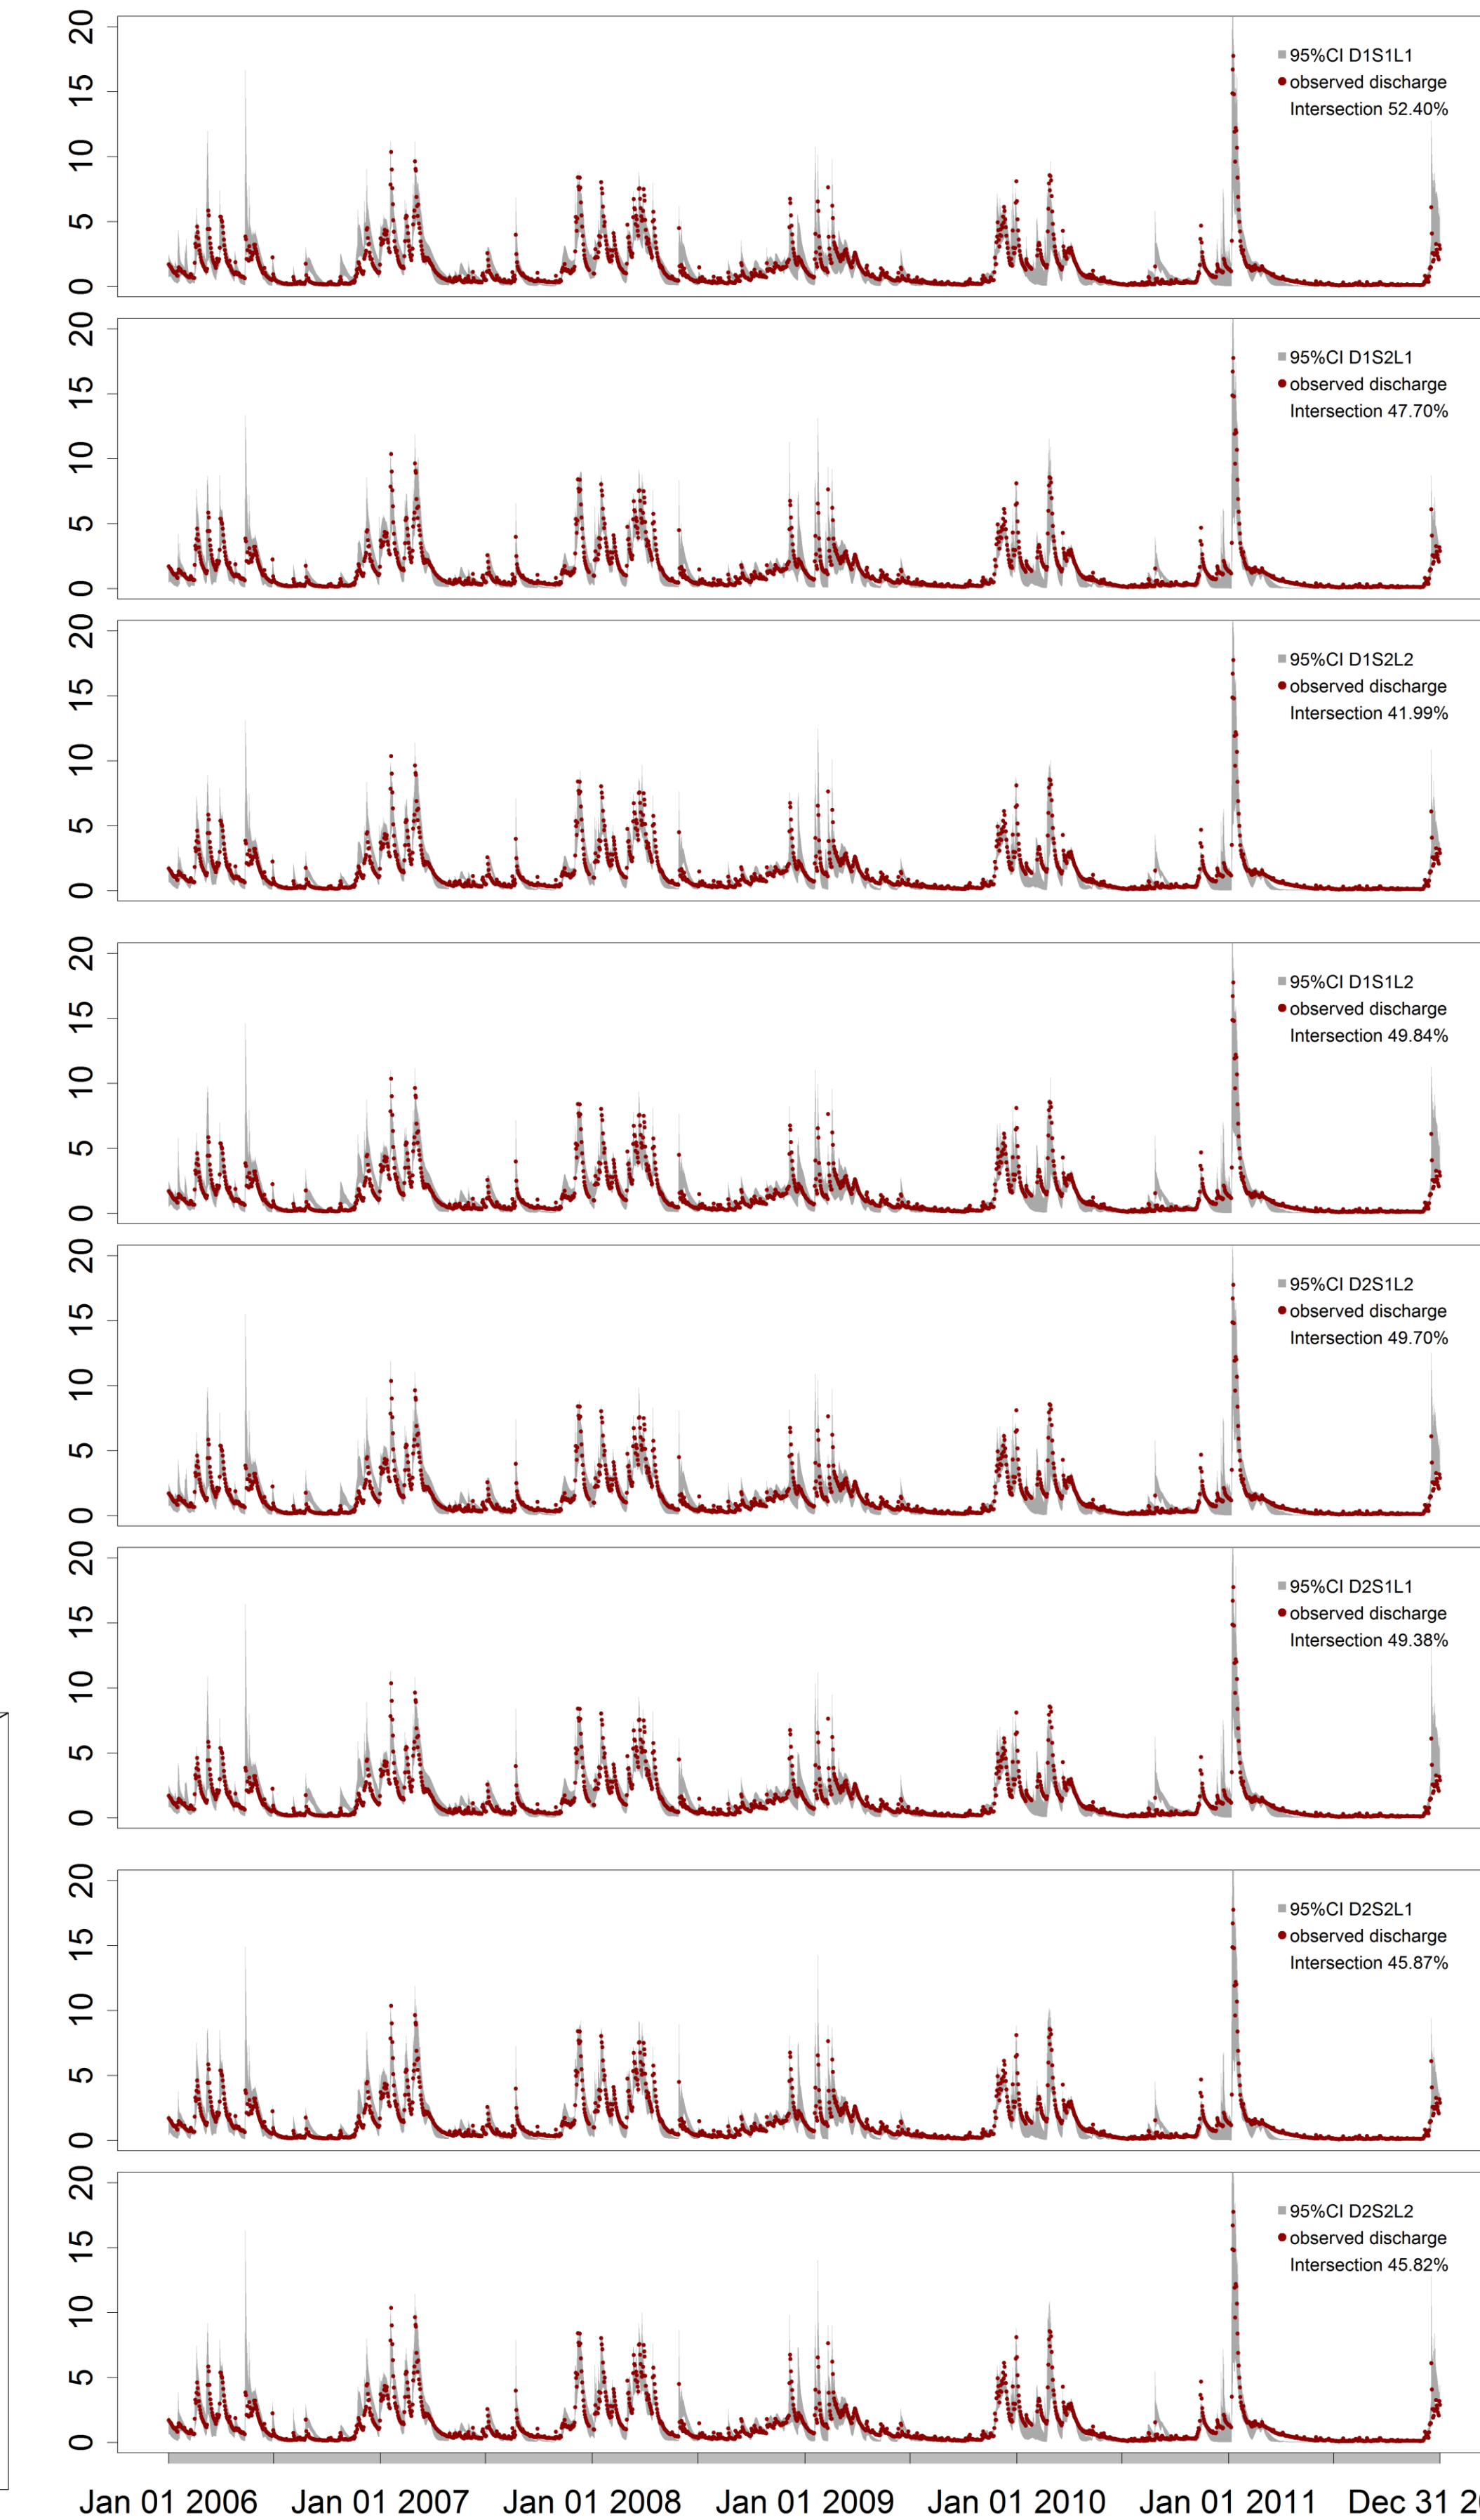 20
15
10
5
0
95%CI D1S1L1
observed discharge
Intersection 52.40%
20
15
10
5
0
95%CI D1S2L1
observed discharge
Intersection 47.70%
20
15
10
5
0
95%CI D1S2L2
observed discharge
Intersection 41.99%
20
15
10
5
0
95%CI D1S1L2
observed discharge
Intersection 49.84%
20
15
10
5
0
95%CI D2S1L2
observed discharge
Intersection 49.70%
20
15
10
5
0
95%CI D2S1L1
observed discharge
Intersection 49.38%
20
15
10
5
0
95%CI D2S2L1
observed discharge
Intersection 45.87%
20
15
10
5
0
95%CI D2S2L2
observed discharge
Intersection 45.82%
Jan 01 2006 Jan 01 2007 Jan 01 2008 Jan 01 2009 Jan 01 2010 Jan 01 2011 Dec 31